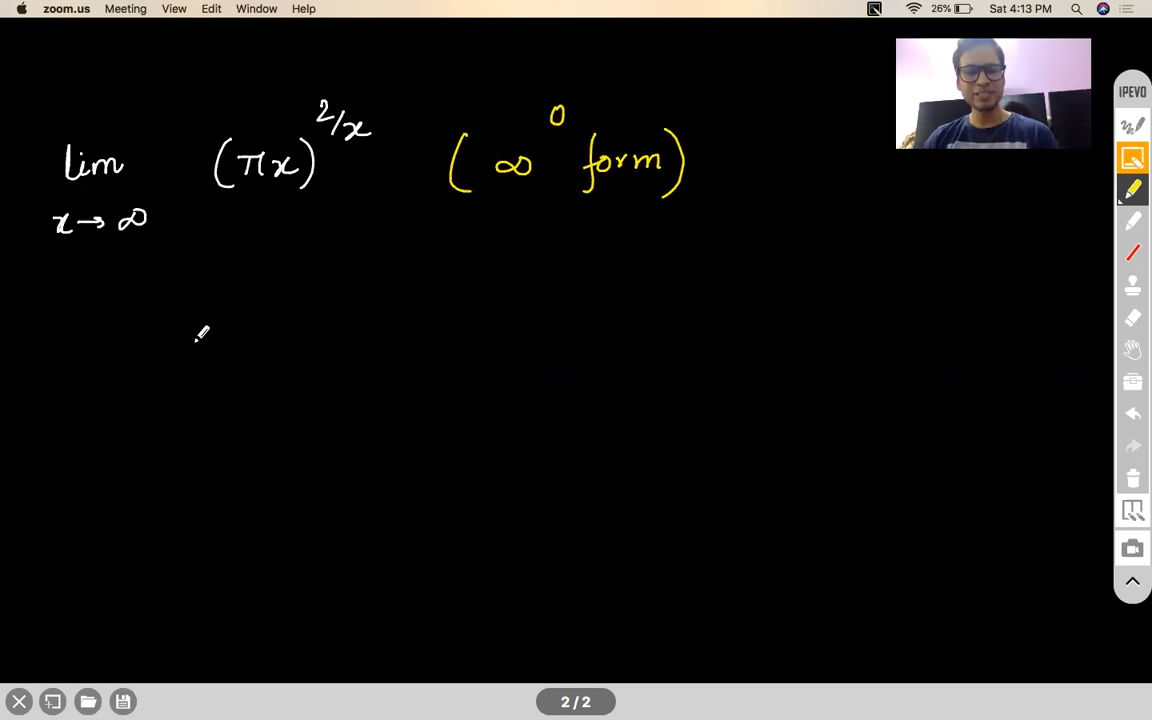 zoom.us Meeting View Edit Window Help 26% Sat 4:13 PM
IPEVO
lim (πx)^2/x (∞^0 form)
x→∞
2 / 2